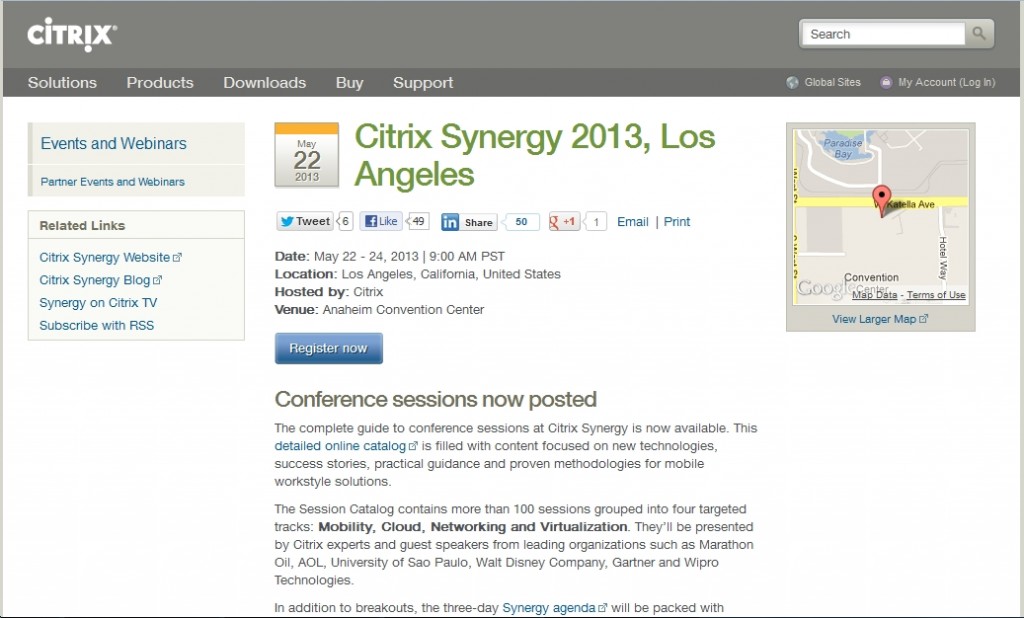 CITRIX®
Search
Solutions Products Downloads Buy Support
Global Sites My Account (Log In)
Events and Webinars
Partner Events and Webinars
Related Links
Citrix Synergy Website
Citrix Synergy Blog
Synergy on Citrix TV
Subscribe with RSS
May
22
2013
Citrix Synergy 2013, Los
Angeles
Tweet 6 Like 49 in Share 50 g +1 1 Email | Print
Date: May 22 - 24, 2013 | 9:00 AM PST
Location: Los Angeles, California, United States
Hosted by: Citrix
Venue: Anaheim Convention Center
Register now
Conference sessions now posted
The complete guide to conference sessions at Citrix Synergy is now available. This
detailed online catalog is filled with content focused on new technologies,
success stories, practical guidance and proven methodologies for mobile
workstyle solutions.
The Session Catalog contains more than 100 sessions grouped into four targeted
tracks: Mobility, Cloud, Networking and Virtualization. They'll be presented
by Citrix experts and guest speakers from leading organizations such as Marathon
Oil, AOL, University of Sao Paulo, Walt Disney Company, Gartner and Wipro
Technologies.
In addition to breakouts, the three-day Synergy agenda will be packed with
Paradise
Bay
W Katella Ave
Hotel Way
Convention
Center
Google
Map Data - Terms of Use
View Larger Map